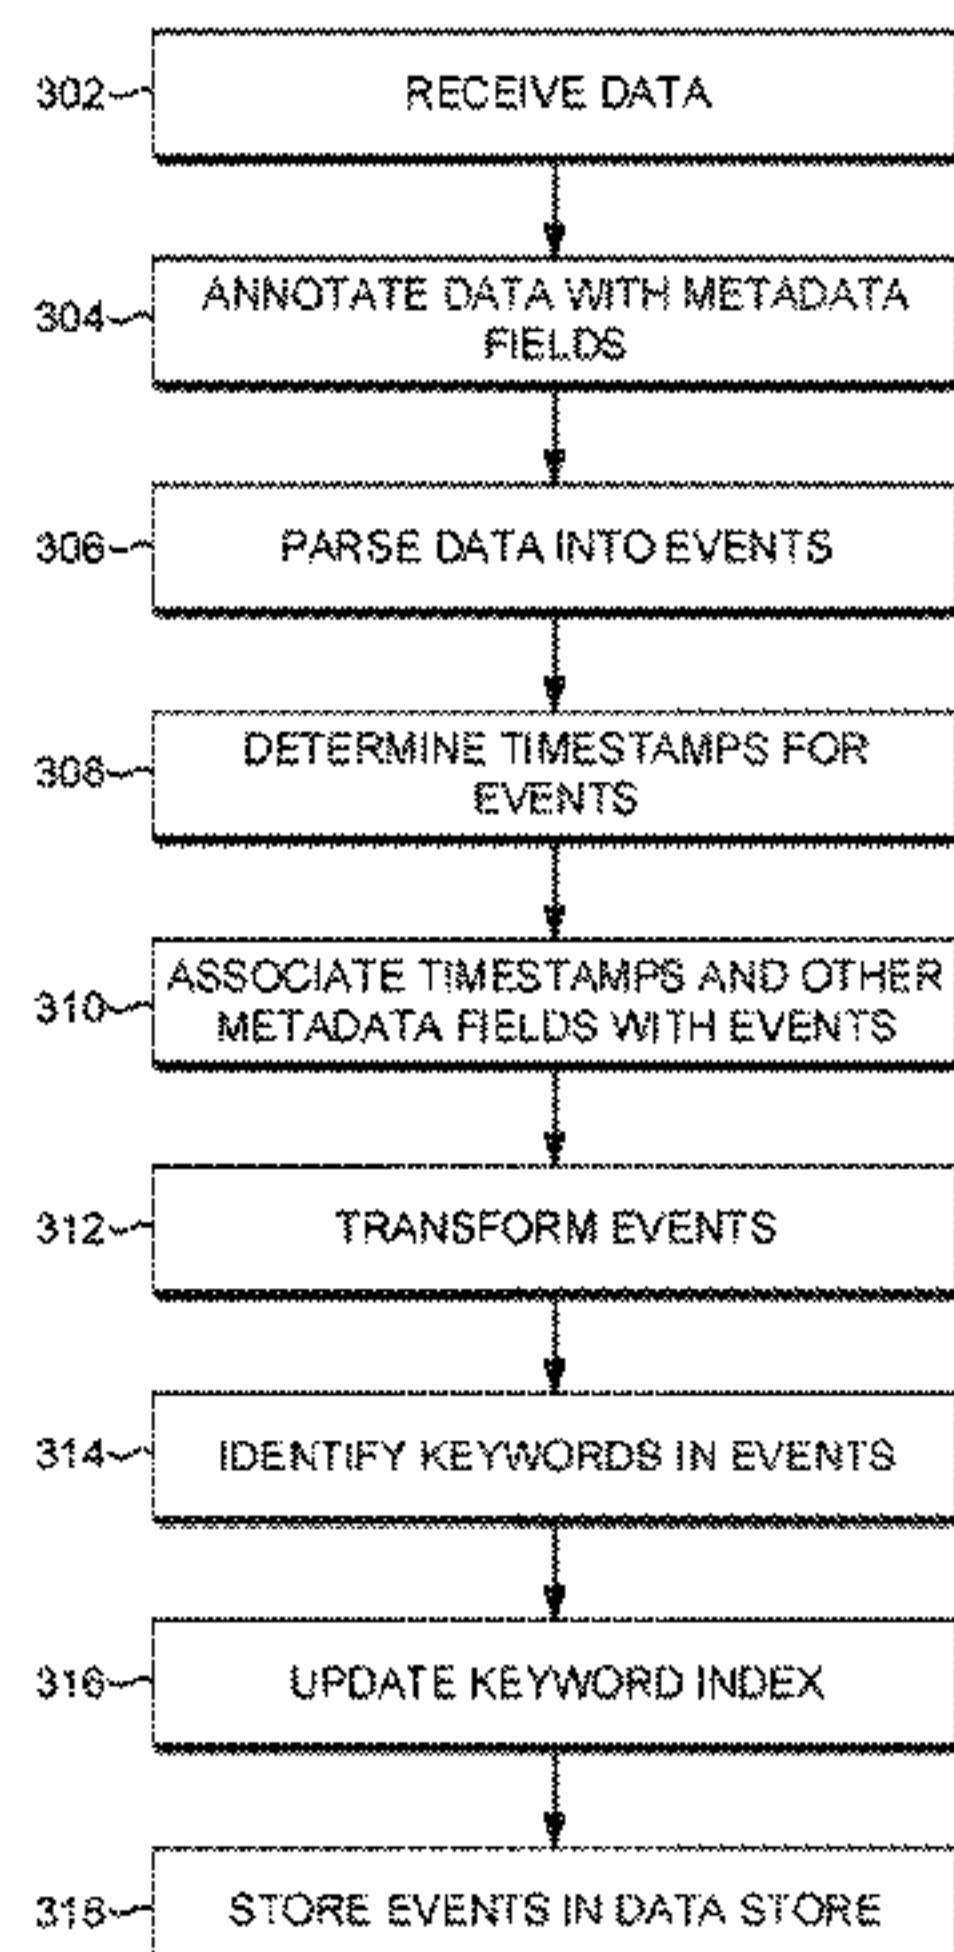 302
RECEIVE DATA
304
ANNOTATE DATA WITH METADATA
FIELDS
306
PARSE DATA INTO EVENTS
308
DETERMINE TIMESTAMPS FOR
EVENTS
310
ASSOCIATE TIMESTAMPS AND OTHER
METADATA FIELDS WITH EVENTS
312
TRANSFORM EVENTS
314
IDENTIFY KEYWORDS IN EVENTS
316
UPDATE KEYWORD INDEX
318
STORE EVENTS IN DATA STORE